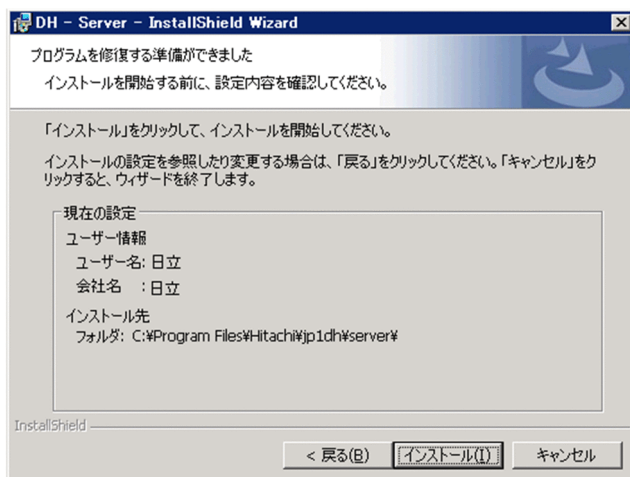 DH - Server - InstallShield Wizard
プログラムを修復する準備ができました
インストールを開始する前に、設定内容を確認してください。
「インストール」をクリックして、インストールを開始してください。
インストールの設定を参照したり変更する場合は、「戻る」をクリックしてください。「キャンセル」をク
リックすると、ウィザードを終了します。
現在の設定
ユーザー情報
ユーザー名: 日立
会社名 : 日立
インストール先
フォルダ: C:¥Program Files¥Hitachi¥jp1dh¥server¥
InstallShield
< 戻る(B) インストール(I) キャンセル